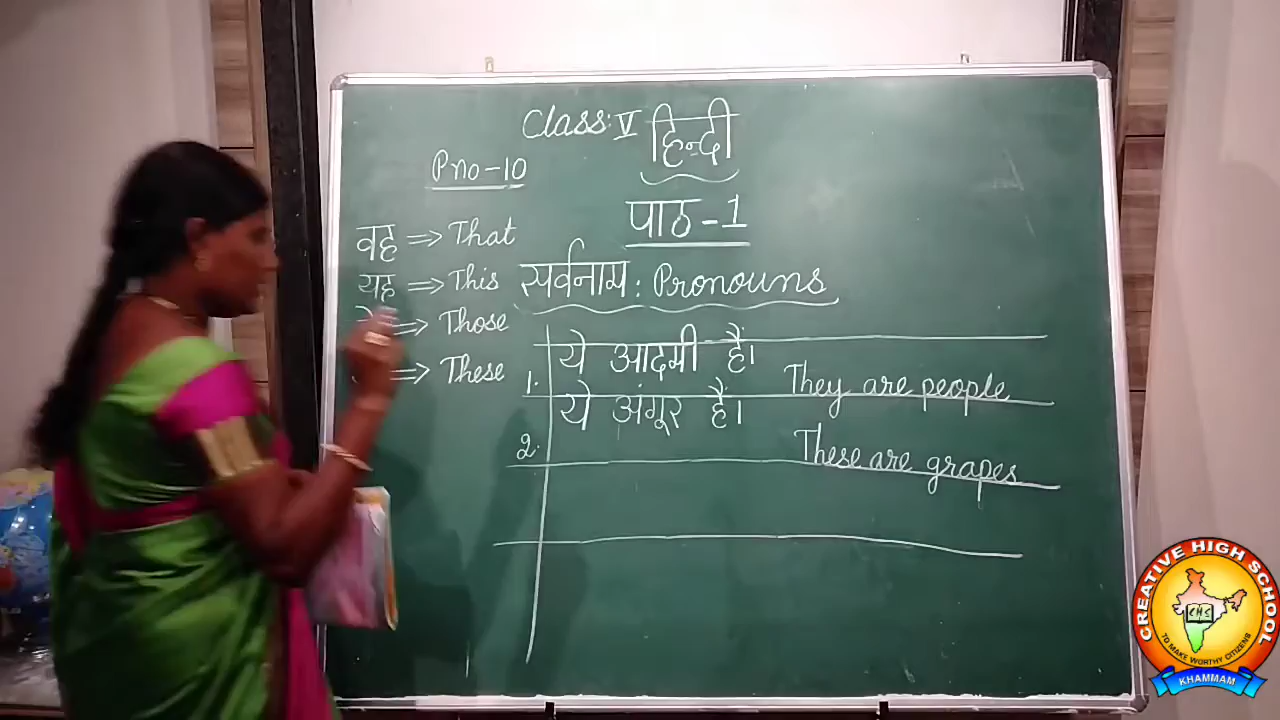 Class: V हिन्दी
Pno-10
पाठ-1
वह => That
यह => This
=> Those
=> These
सर्वनाम : Pronouns
1. ये आदमी हैं। They are people
2. ये अंगूर हैं। These are grapes
CREATIVE HIGH SCHOOL
CHS
TO MAKE WORTHY CITIZENS
KHAMMAM